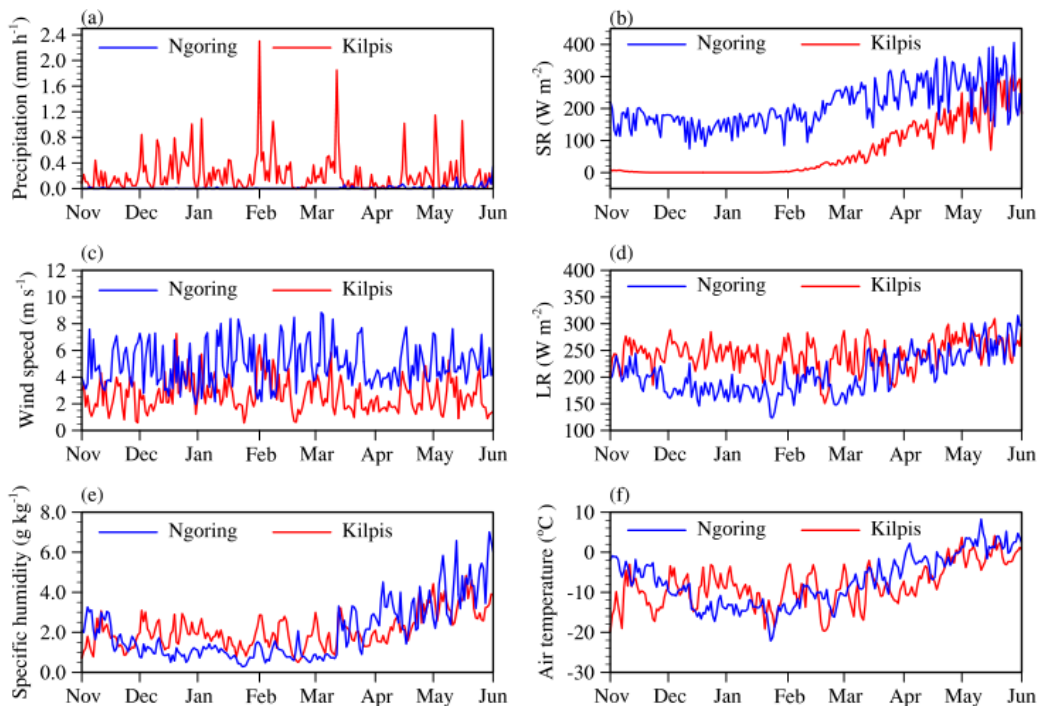 (a)
Precipitation (mm h⁻¹)
2.4
2.0
1.6
1.2
0.8
0.4
0.0
Ngoring Kilpis
Nov Dec Jan Feb Mar Apr May Jun
(b)
SR (W m⁻²)
400
300
200
100
0
Ngoring Kilpis
Nov Dec Jan Feb Mar Apr May Jun
(c)
Wind speed (m s⁻¹)
12
10
8
6
4
2
0
Ngoring Kilpis
Nov Dec Jan Feb Mar Apr May Jun
(d)
LR (W m⁻²)
400
350
300
250
200
150
100
Ngoring Kilpis
Nov Dec Jan Feb Mar Apr May Jun
(e)
Specific humidity (g kg⁻¹)
8.0
6.0
4.0
2.0
0.0
Ngoring Kilpis
Nov Dec Jan Feb Mar Apr May Jun
(f)
Air temperature (°C)
10
0
-10
-20
-30
Ngoring Kilpis
Nov Dec Jan Feb Mar Apr May Jun